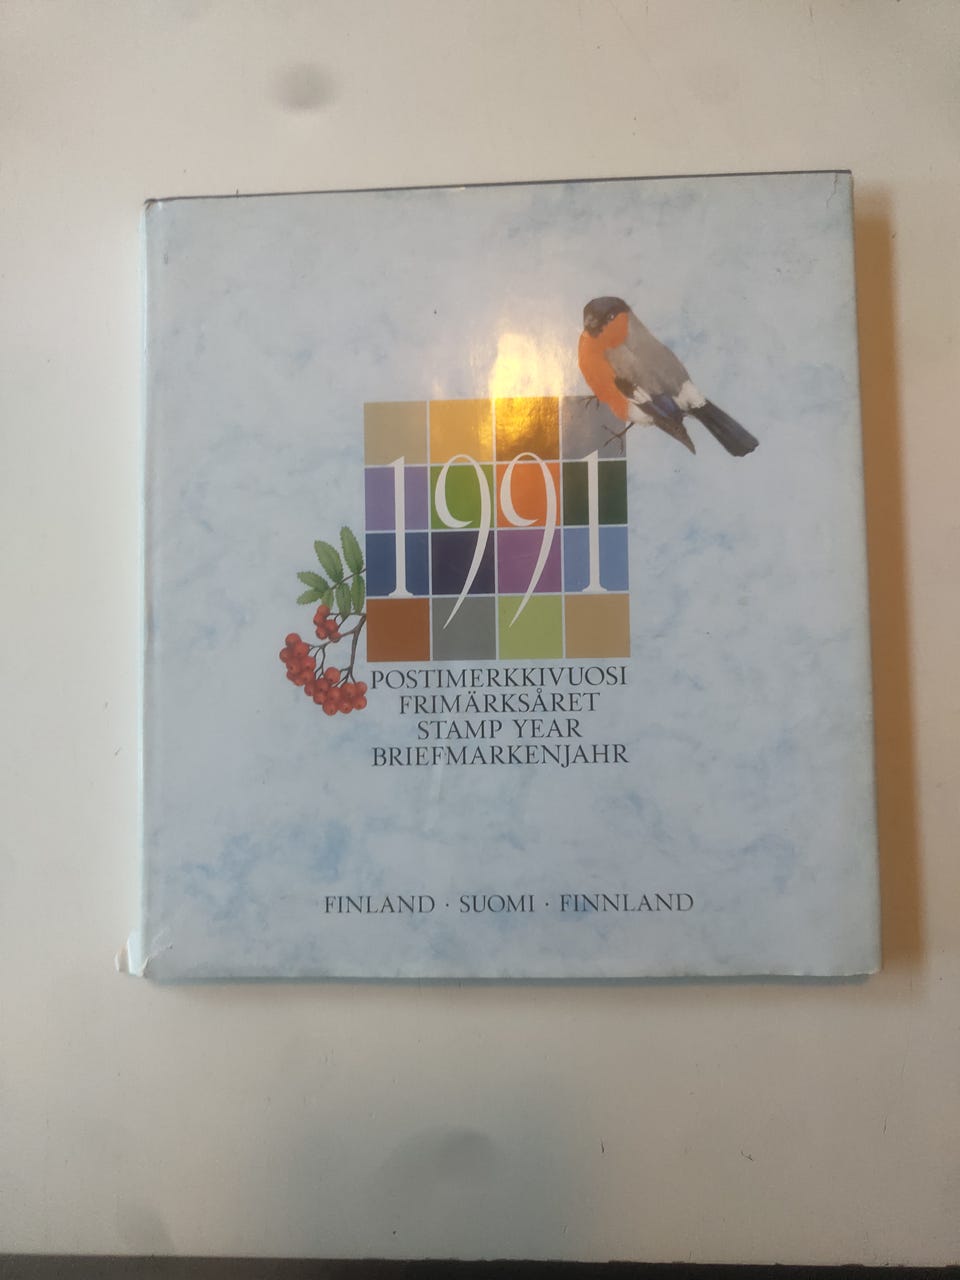 1991
POSTIMERKKIVUOSI
FRIMÄRKSÅRET
STAMP YEAR
BRIEFMARKENJAHR
FINLAND · SUOMI · FINNLAND